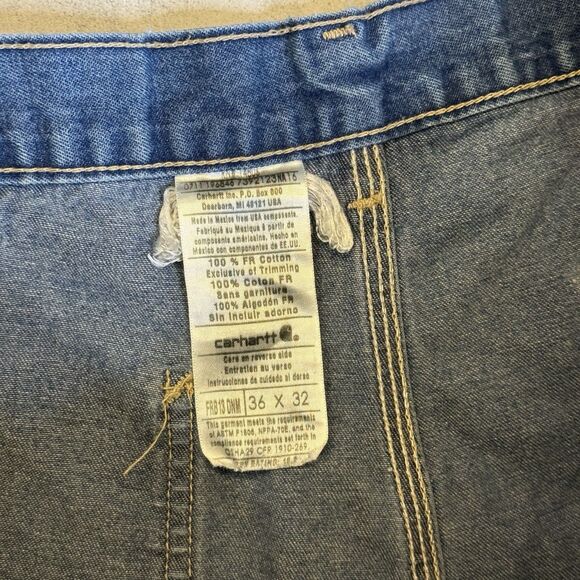 Carhartt Inc. P.O. Box 600
Dearborn, MI 48121 USA
Made in Mexico from USA components.
Fabriqué au Mexique à partir de
composants américains. Hecho en
México con componentes de EE.UU.
100 % FR Cotton
Exclusive of Trimming
100% Coton FR
Sans garniture
100% Algodón FR
Sin incluir adorno
carhartt
Care on reverse side
Entretien au verso
Instrucciones de cuidado al dorso
FRB13 DNM 36 X 32
This garment meets the requirements
of ASTM F1506, NFPA-70E, and the
compliance requirements set forth in
OSHA29 CFR 1910-269